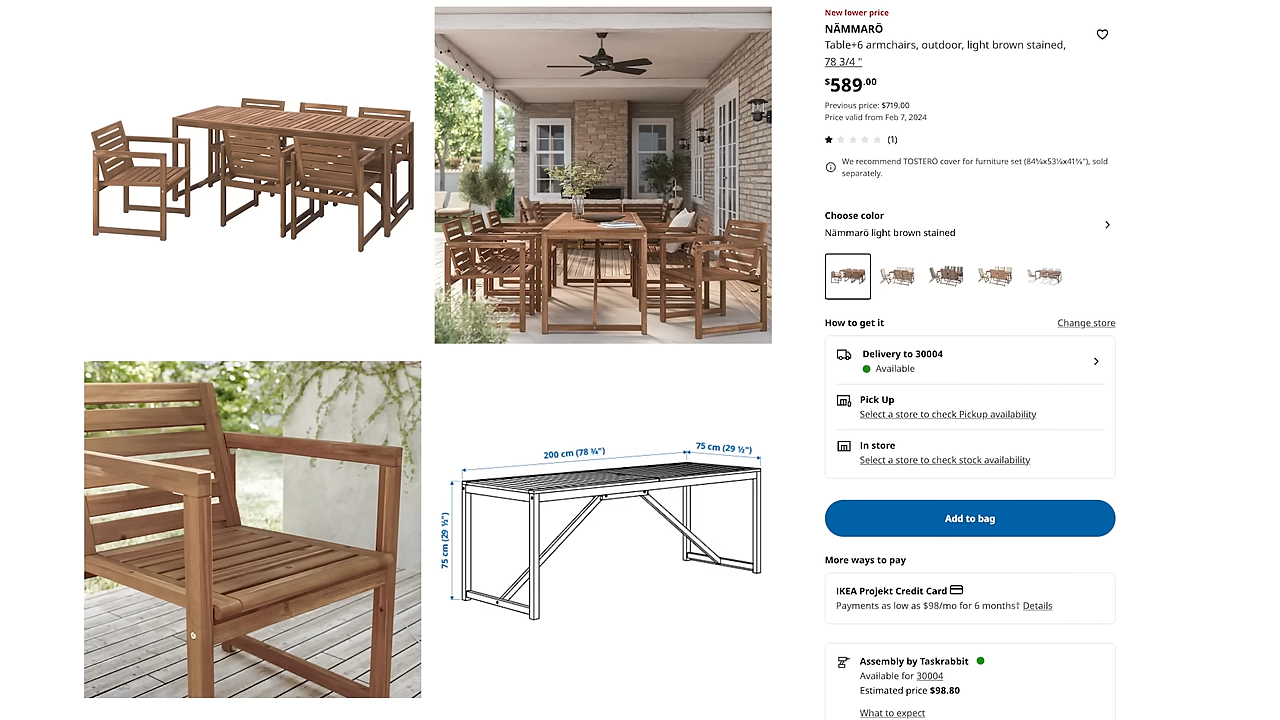 New lower price
NÄMMARÖ
Table+6 armchairs, outdoor, light brown stained,
78 3/4 "
$589.00
Previous price: $719.00
Price valid from Feb 7, 2024
(1)
We recommend TOSTERÖ cover for furniture set (84⅝x53⅛x41¾"), sold
separately.
Choose color
Nämmarö light brown stained
How to get it
Change store
Delivery to 30004
Available
Pick Up
Select a store to check Pickup availability
In store
Select a store to check stock availability
Add to bag
More ways to pay
IKEA Projekt Credit Card
Payments as low as $98/mo for 6 months† Details
Assembly by Taskrabbit
Available for 30004
Estimated price $98.80
What to expect
200 cm (78 ¾")
75 cm (29 ½")
75 cm (29 ½")